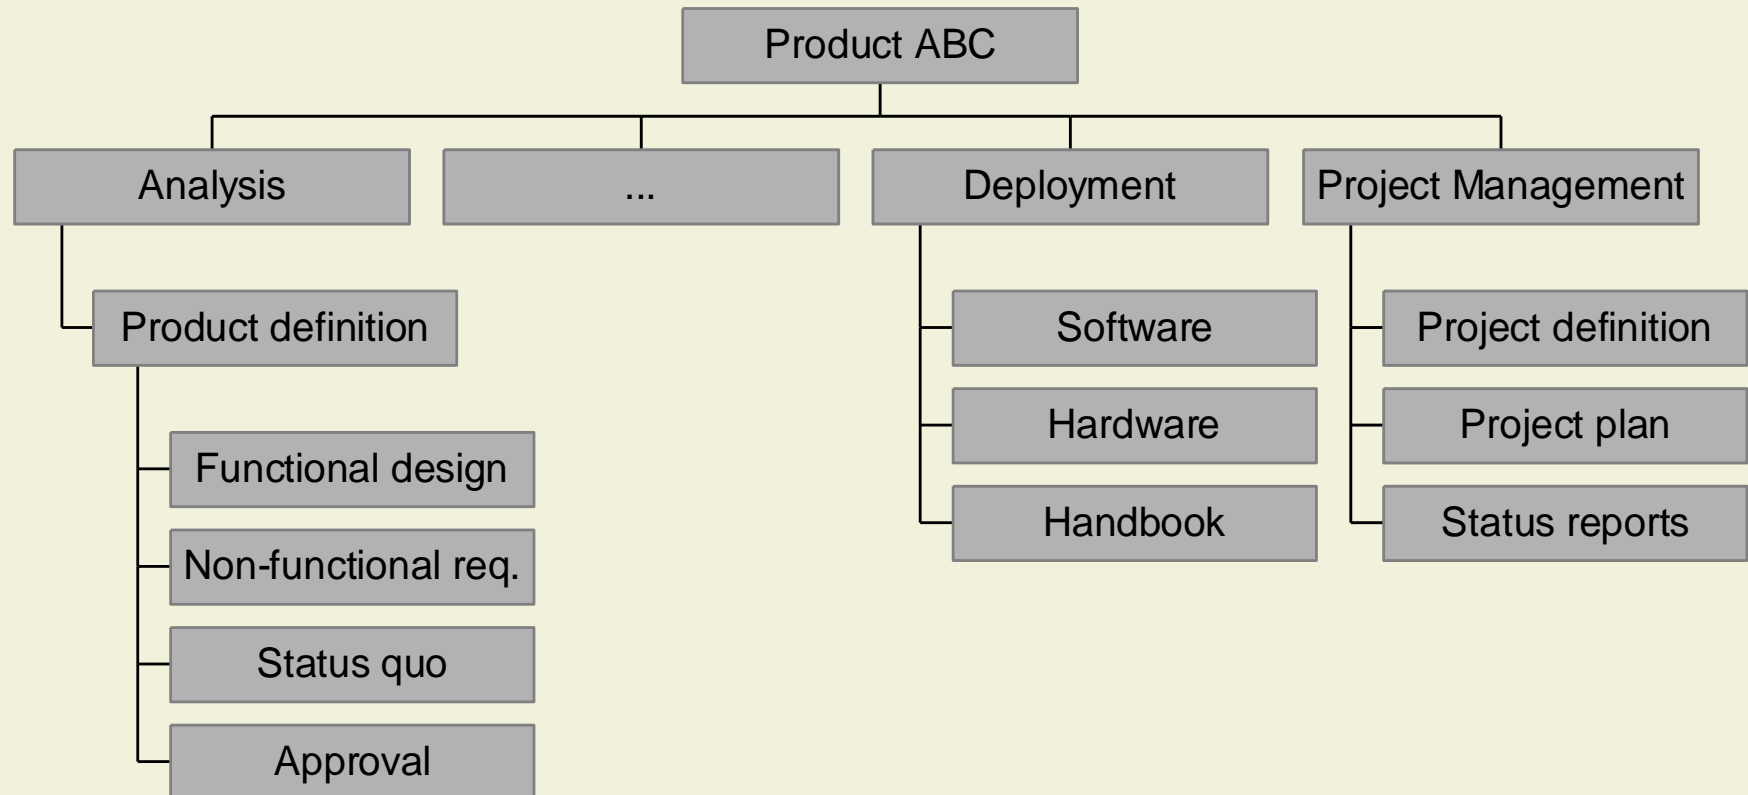 Product ABC
Analysis
...
Deployment
Project Management
Product definition
Functional design
Non-functional req.
Status quo
Approval
Software
Hardware
Handbook
Project definition
Project plan
Status reports